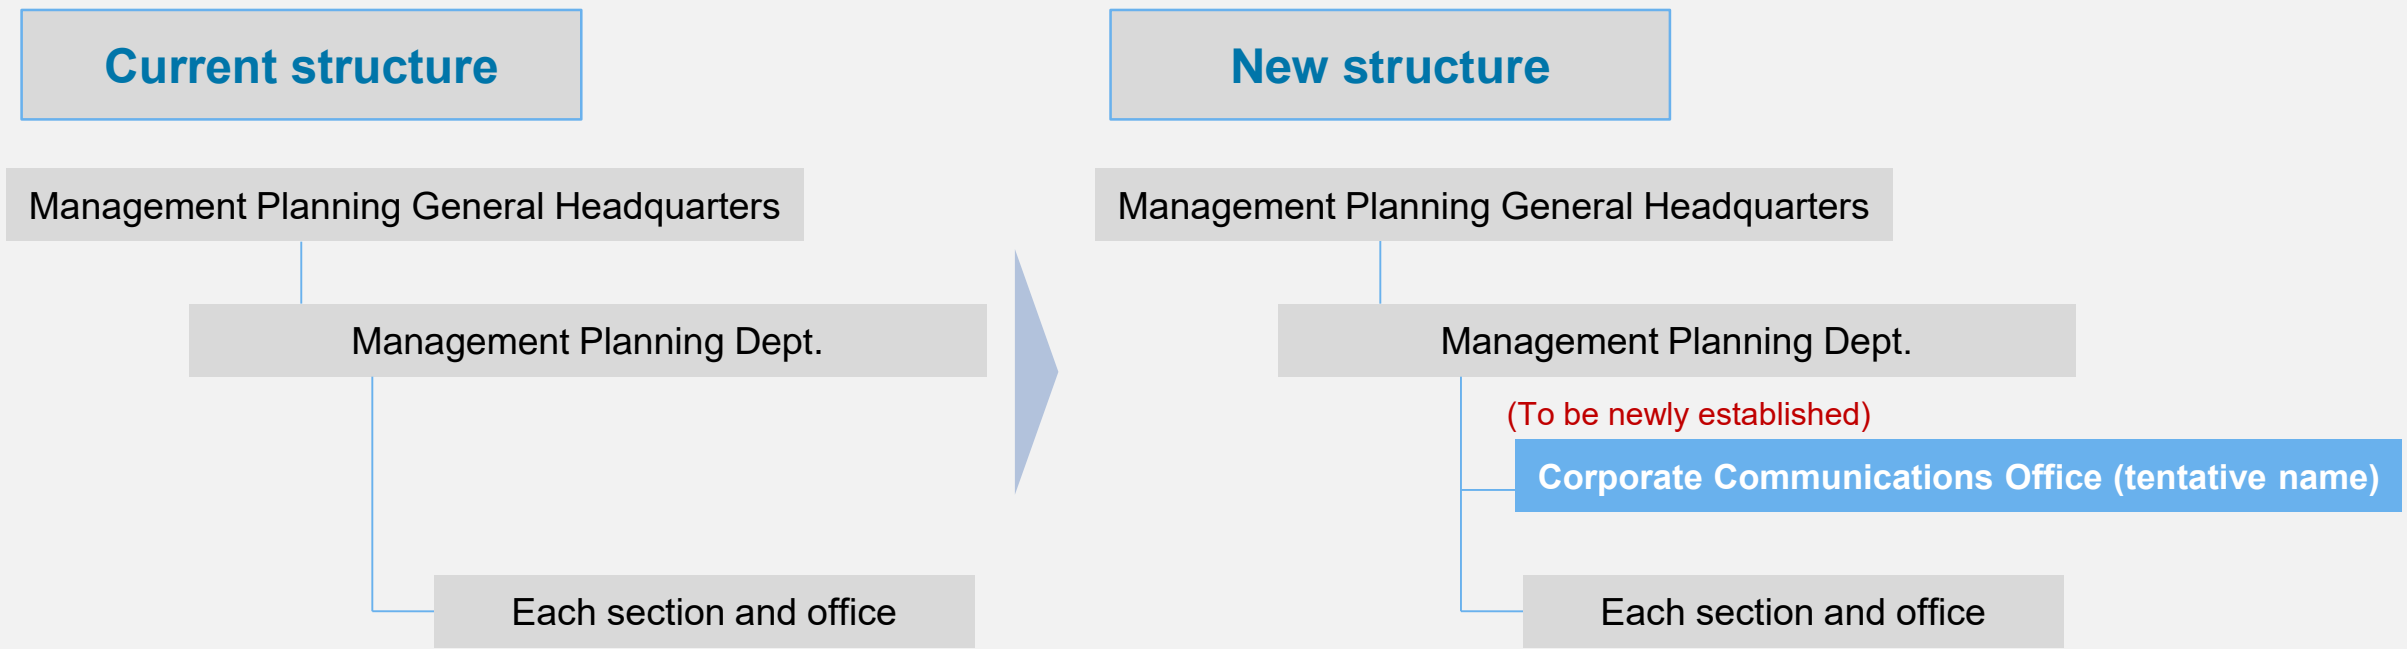 Current structure
Management Planning General Headquarters
Management Planning Dept.
Each section and office
New structure
Management Planning General Headquarters
Management Planning Dept.
(To be newly established)
Corporate Communications Office (tentative name)
Each section and office